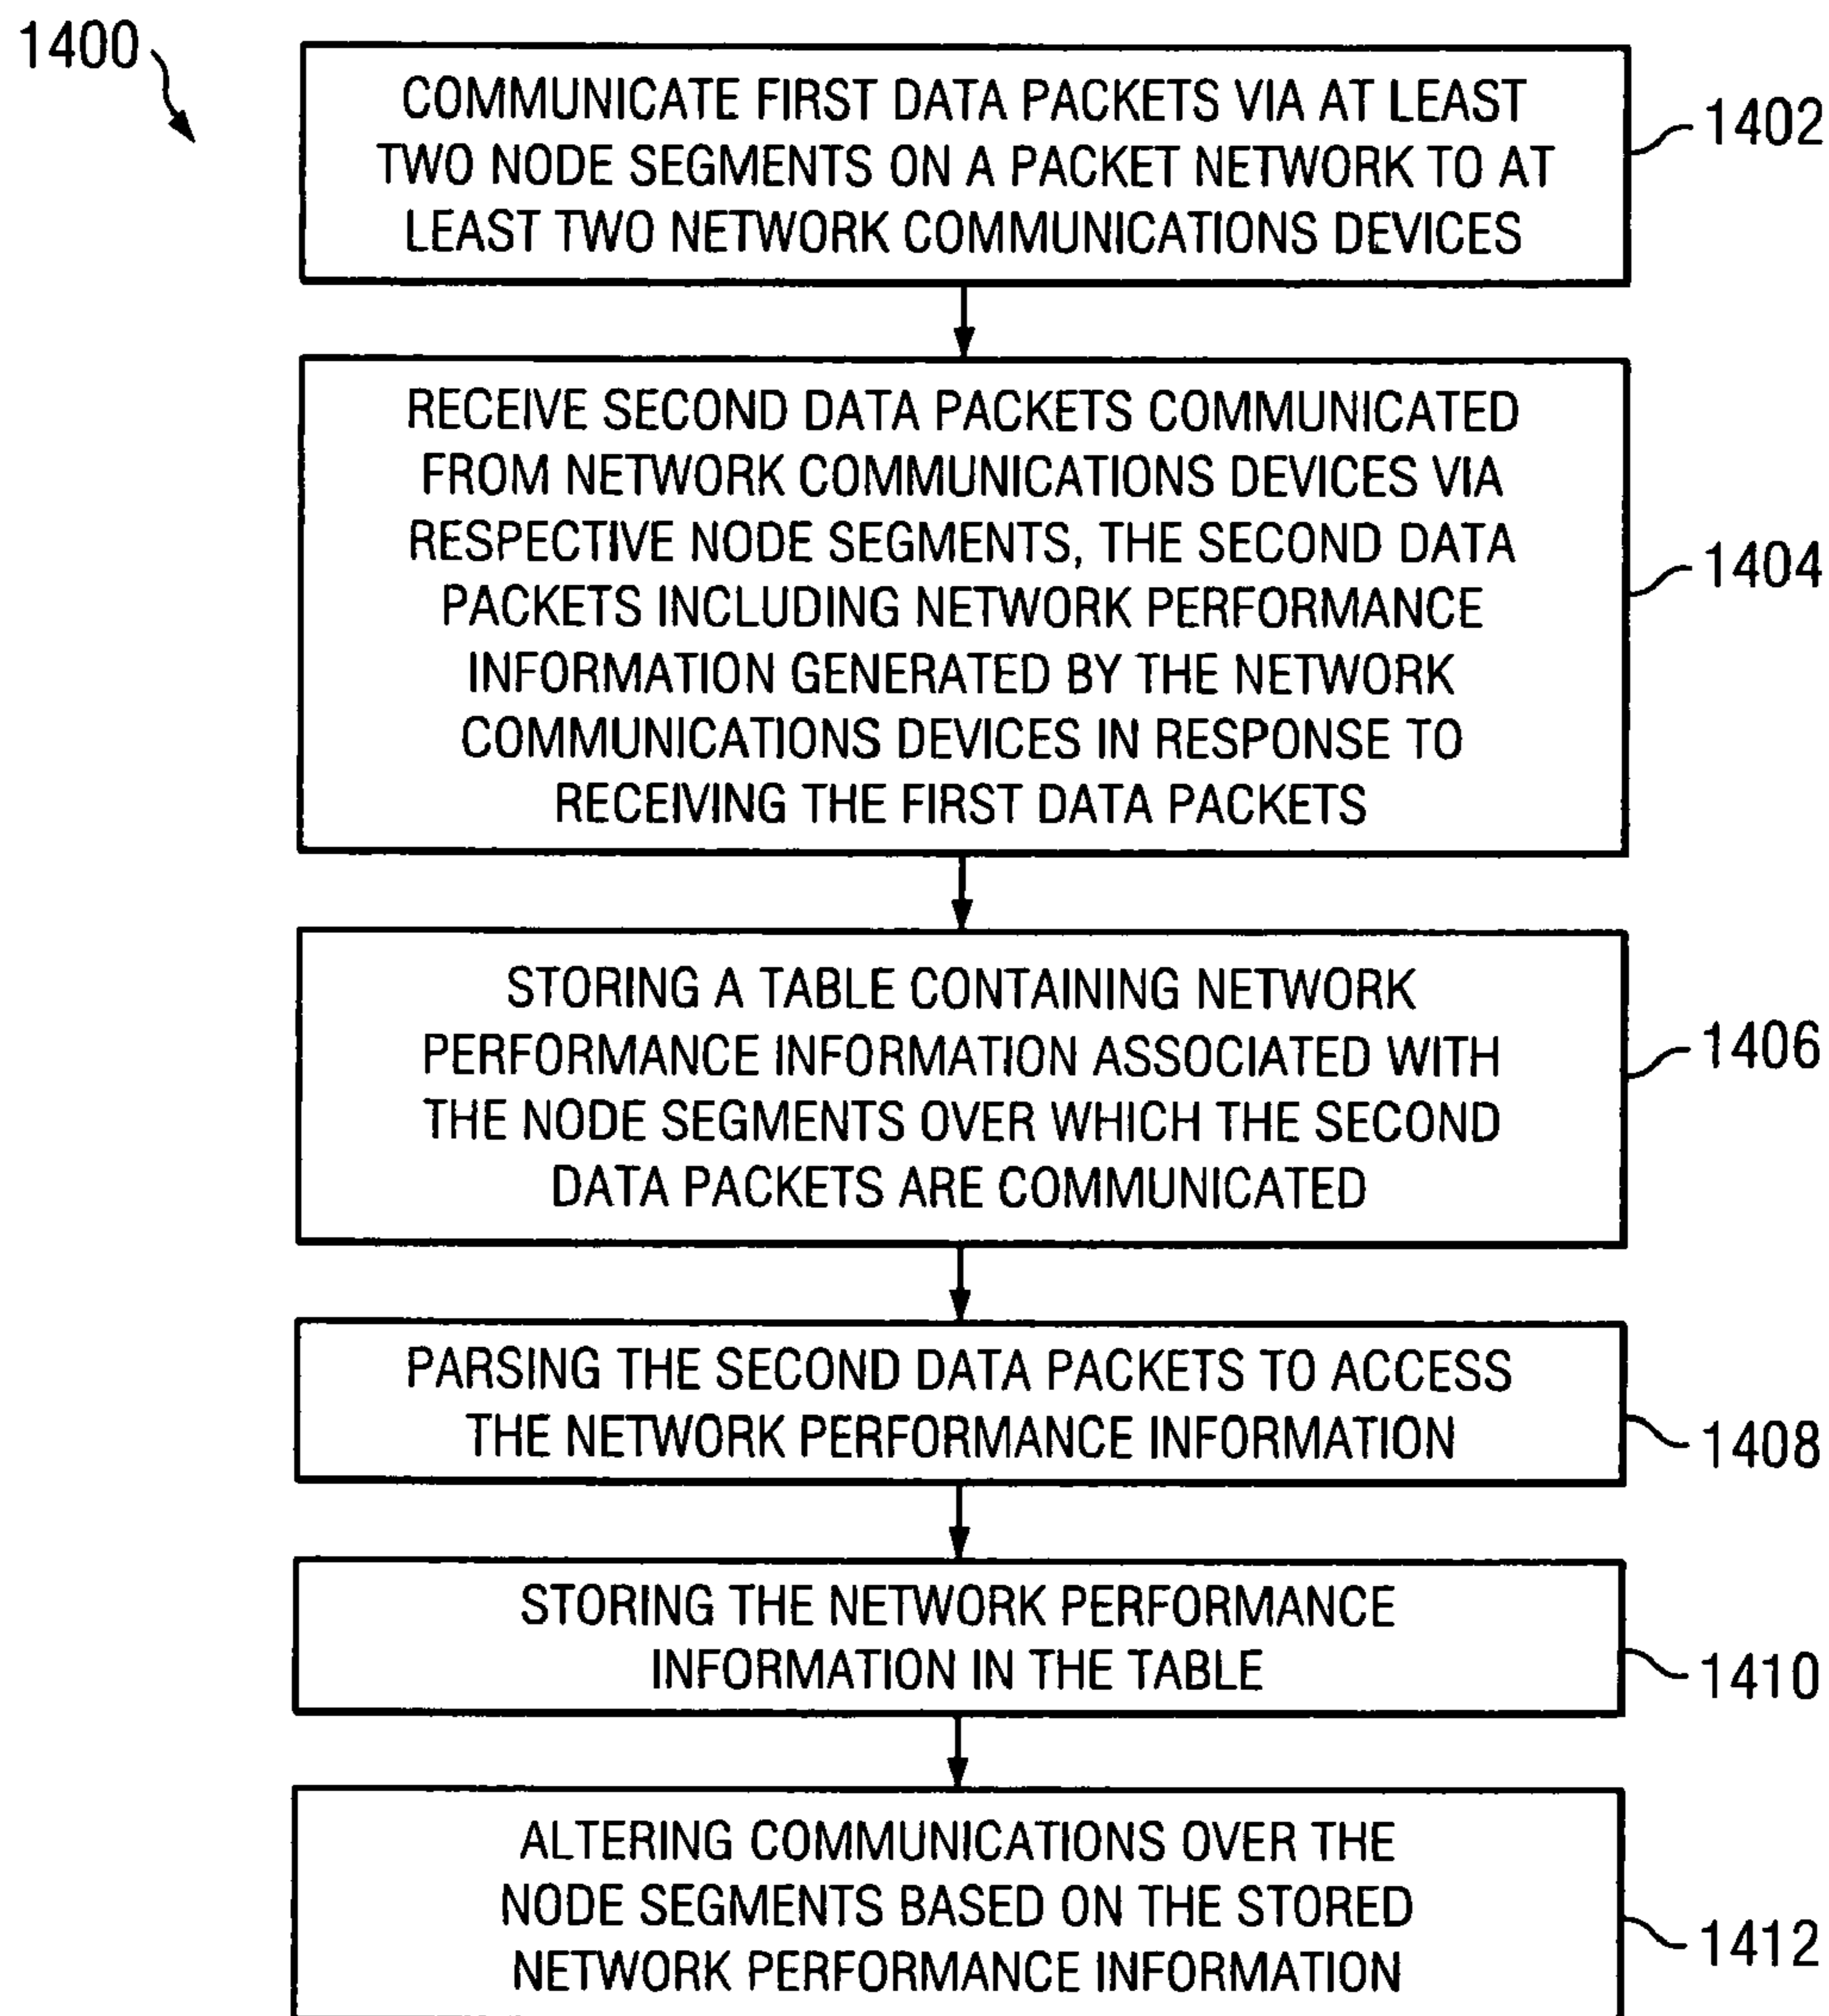 1400
COMMUNICATE FIRST DATA PACKETS VIA AT LEAST
TWO NODE SEGMENTS ON A PACKET NETWORK TO AT
LEAST TWO NETWORK COMMUNICATIONS DEVICES
1402
RECEIVE SECOND DATA PACKETS COMMUNICATED
FROM NETWORK COMMUNICATIONS DEVICES VIA
RESPECTIVE NODE SEGMENTS, THE SECOND DATA
PACKETS INCLUDING NETWORK PERFORMANCE
INFORMATION GENERATED BY THE NETWORK
COMMUNICATIONS DEVICES IN RESPONSE TO
RECEIVING THE FIRST DATA PACKETS
1404
STORING A TABLE CONTAINING NETWORK
PERFORMANCE INFORMATION ASSOCIATED WITH
THE NODE SEGMENTS OVER WHICH THE SECOND
DATA PACKETS ARE COMMUNICATED
1406
PARSING THE SECOND DATA PACKETS TO ACCESS
THE NETWORK PERFORMANCE INFORMATION
1408
STORING THE NETWORK PERFORMANCE
INFORMATION IN THE TABLE
1410
ALTERING COMMUNICATIONS OVER THE
NODE SEGMENTS BASED ON THE STORED
NETWORK PERFORMANCE INFORMATION
1412